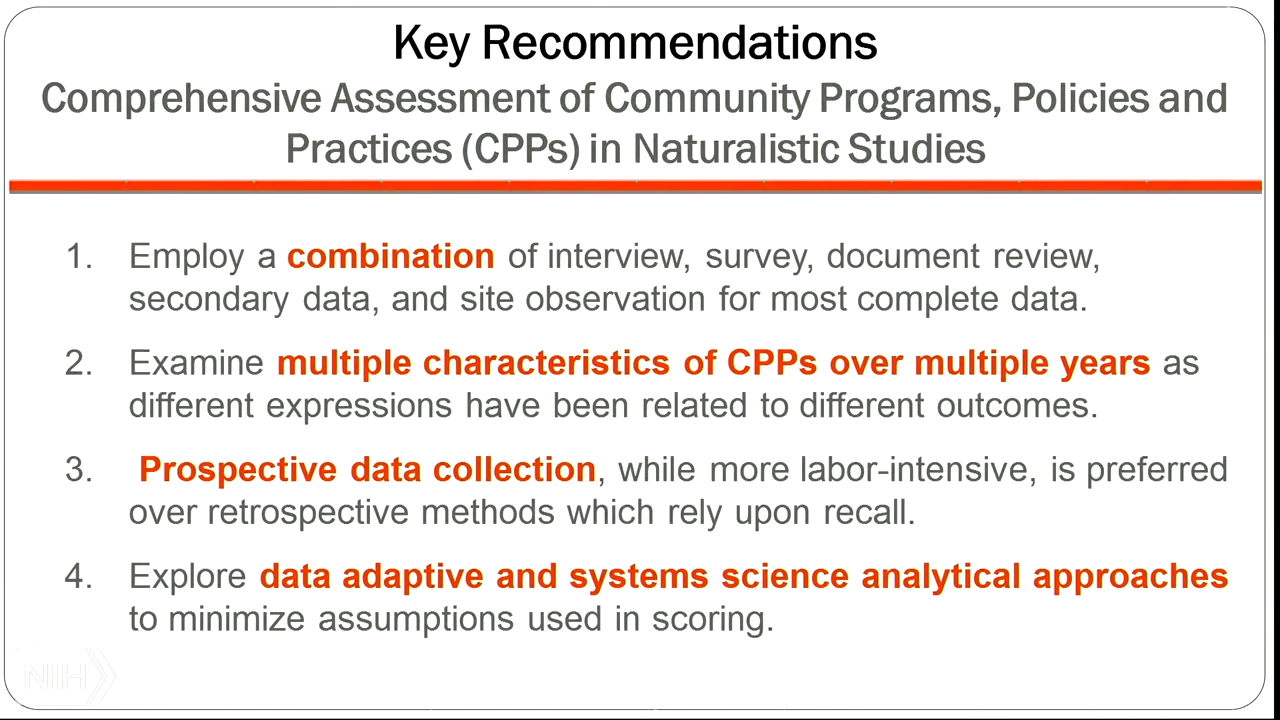 Key Recommendations
Comprehensive Assessment of Community Programs, Policies and
Practices (CPPs) in Naturalistic Studies
1. Employ a combination of interview, survey, document review,
secondary data, and site observation for most complete data.
2. Examine multiple characteristics of CPPs over multiple years as
different expressions have been related to different outcomes.
3. Prospective data collection, while more labor-intensive, is preferred
over retrospective methods which rely upon recall.
4. Explore data adaptive and systems science analytical approaches
to minimize assumptions used in scoring.
NIH